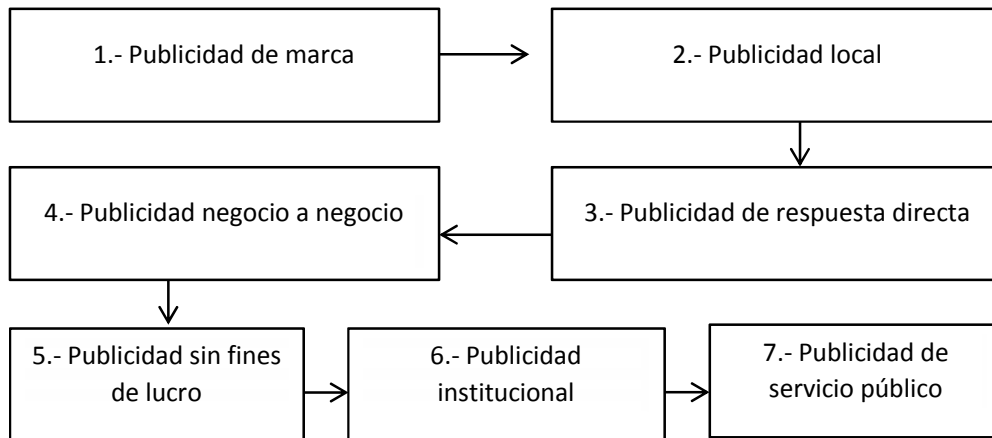 1.- Publicidad de marca
2.- Publicidad local
3.- Publicidad de respuesta directa
4.- Publicidad negocio a negocio
5.- Publicidad sin fines
de lucro
6.- Publicidad
institucional
7.- Publicidad de
servicio público